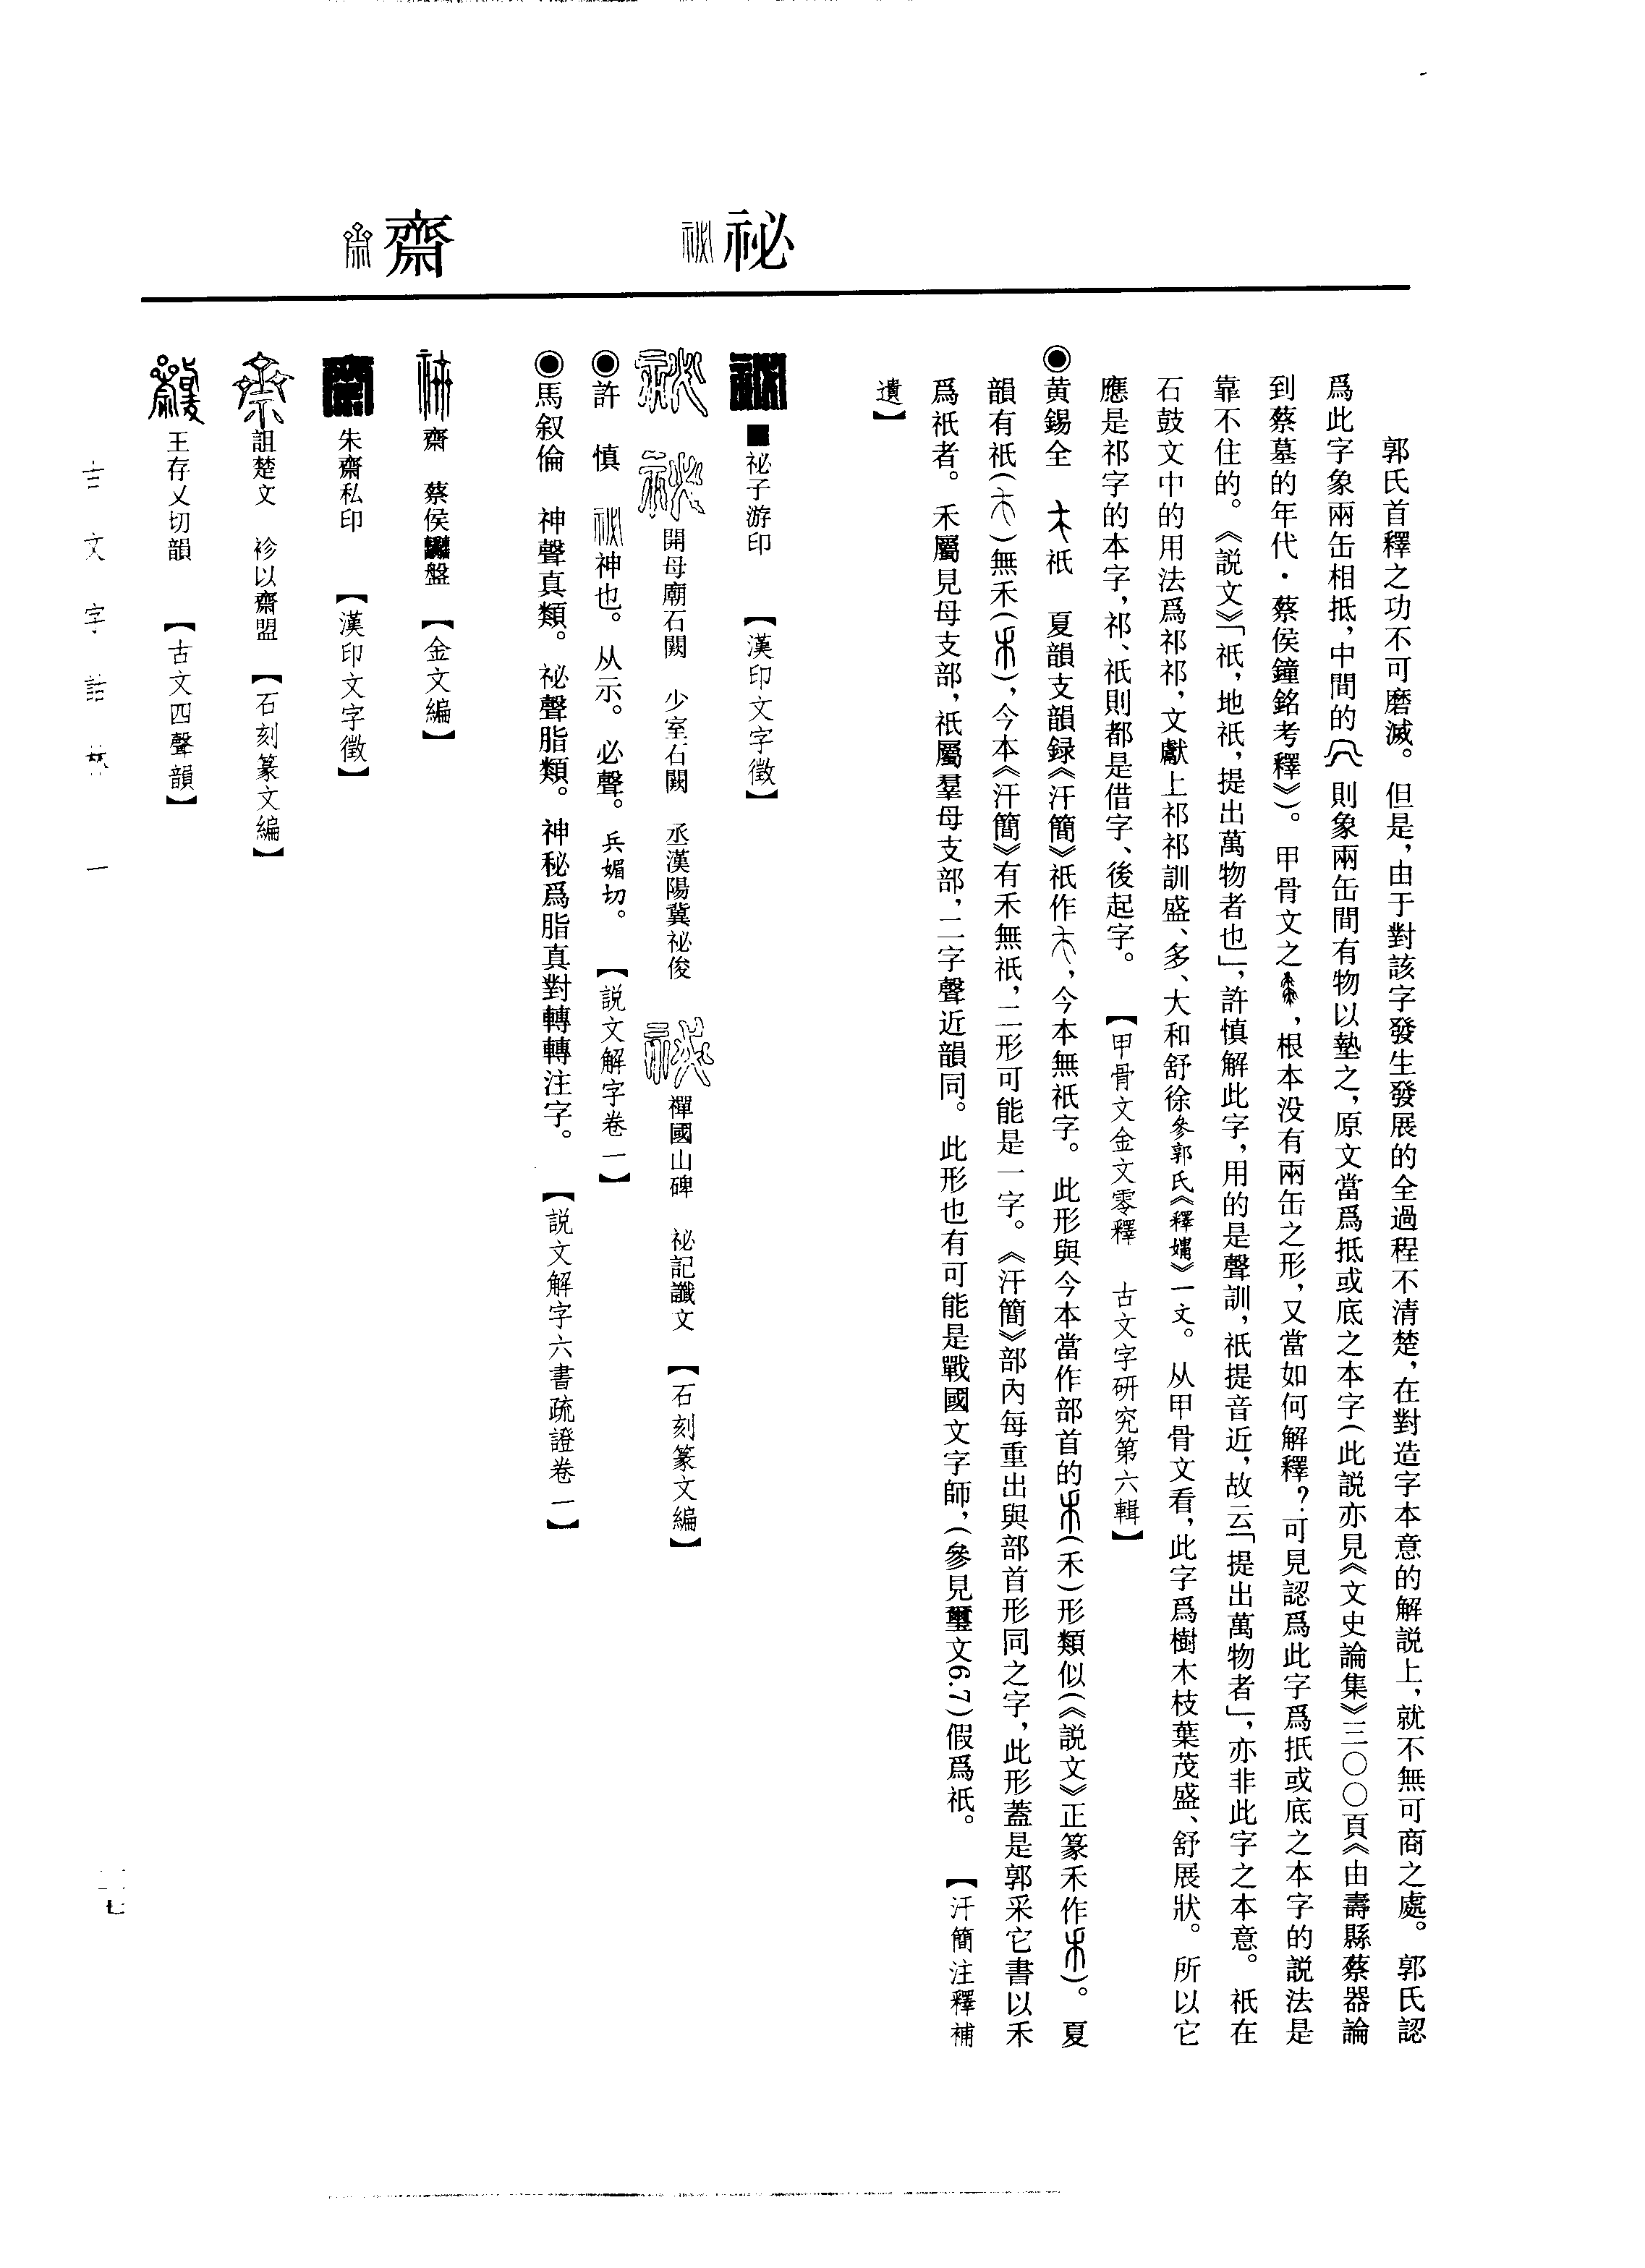 祕
齋
郭氏首釋之功不可磨滅。但是，由于對該字發生發展的全過程不清楚，在對造字本意的解説上，就不無可商之處。郭氏認
爲此字象兩缶相抵，中間的則象兩缶間有物以墊之，原文當爲抵或底之本字（此説亦見《文史論集》三〇〇頁《由壽縣蔡器論
到蔡墓的年代·蔡侯鐘銘考釋》）。甲骨文之，根本没有兩缶之形，又當如何解釋？可見認爲此字爲抵或底之本字的説法是
靠不住的。《説文》「祇，地祇，提出萬物者也」，許慎解此字，用的是聲訓，祇提音近，故云「提出萬物者」，亦非此字之本意。祇在
石鼓文中的用法爲祁祁，文獻上祁祁訓盛、多、大和舒徐參郭氏《釋》一文。从甲骨文看，此字爲樹木枝葉茂盛、舒展狀。所以它
應是祁字的本字，祁、祇則都是借字、後起字。【甲骨文金文零釋　古文字研究第六輯】
◉黄錫全　祇　夏韻支韻録《汗簡》祇作，今本無祇字。此形與今本當作部首的（禾）形類似（《説文》正篆禾作）。夏
韻有祇（）無禾（），今本《汗簡》有禾無祇，二形可能是一字。《汗簡》部内每重出與部首形同之字，此形蓋是郭采它書以禾
爲祇者。禾屬見母支部，祇屬羣母支部，二字聲近韻同。此形也有可能是戰國文字師，（參見璽文6.7）假爲祇。【汗簡注釋補
遺】
祕子游印　【漢印文字徵】
開母廟石闕　少室石闕　丞漢陽冀祕俊　禪國山碑　祕記讖文　【石刻篆文編】
◉許　慎　神也。从示。必聲。兵媚切。【説文解字卷一】
◉馬叙倫　神聲真類。祕聲脂類。神秘爲脂真對轉轉注字。【説文解字六書疏證卷一】
齋　蔡侯盤　【金文編】
朱齋私印　【漢印文字徵】
詛楚文　袗以齋盟　【石刻篆文編】
王存乂切韻　【古文四聲韻】
古文字詁林　一
一一七